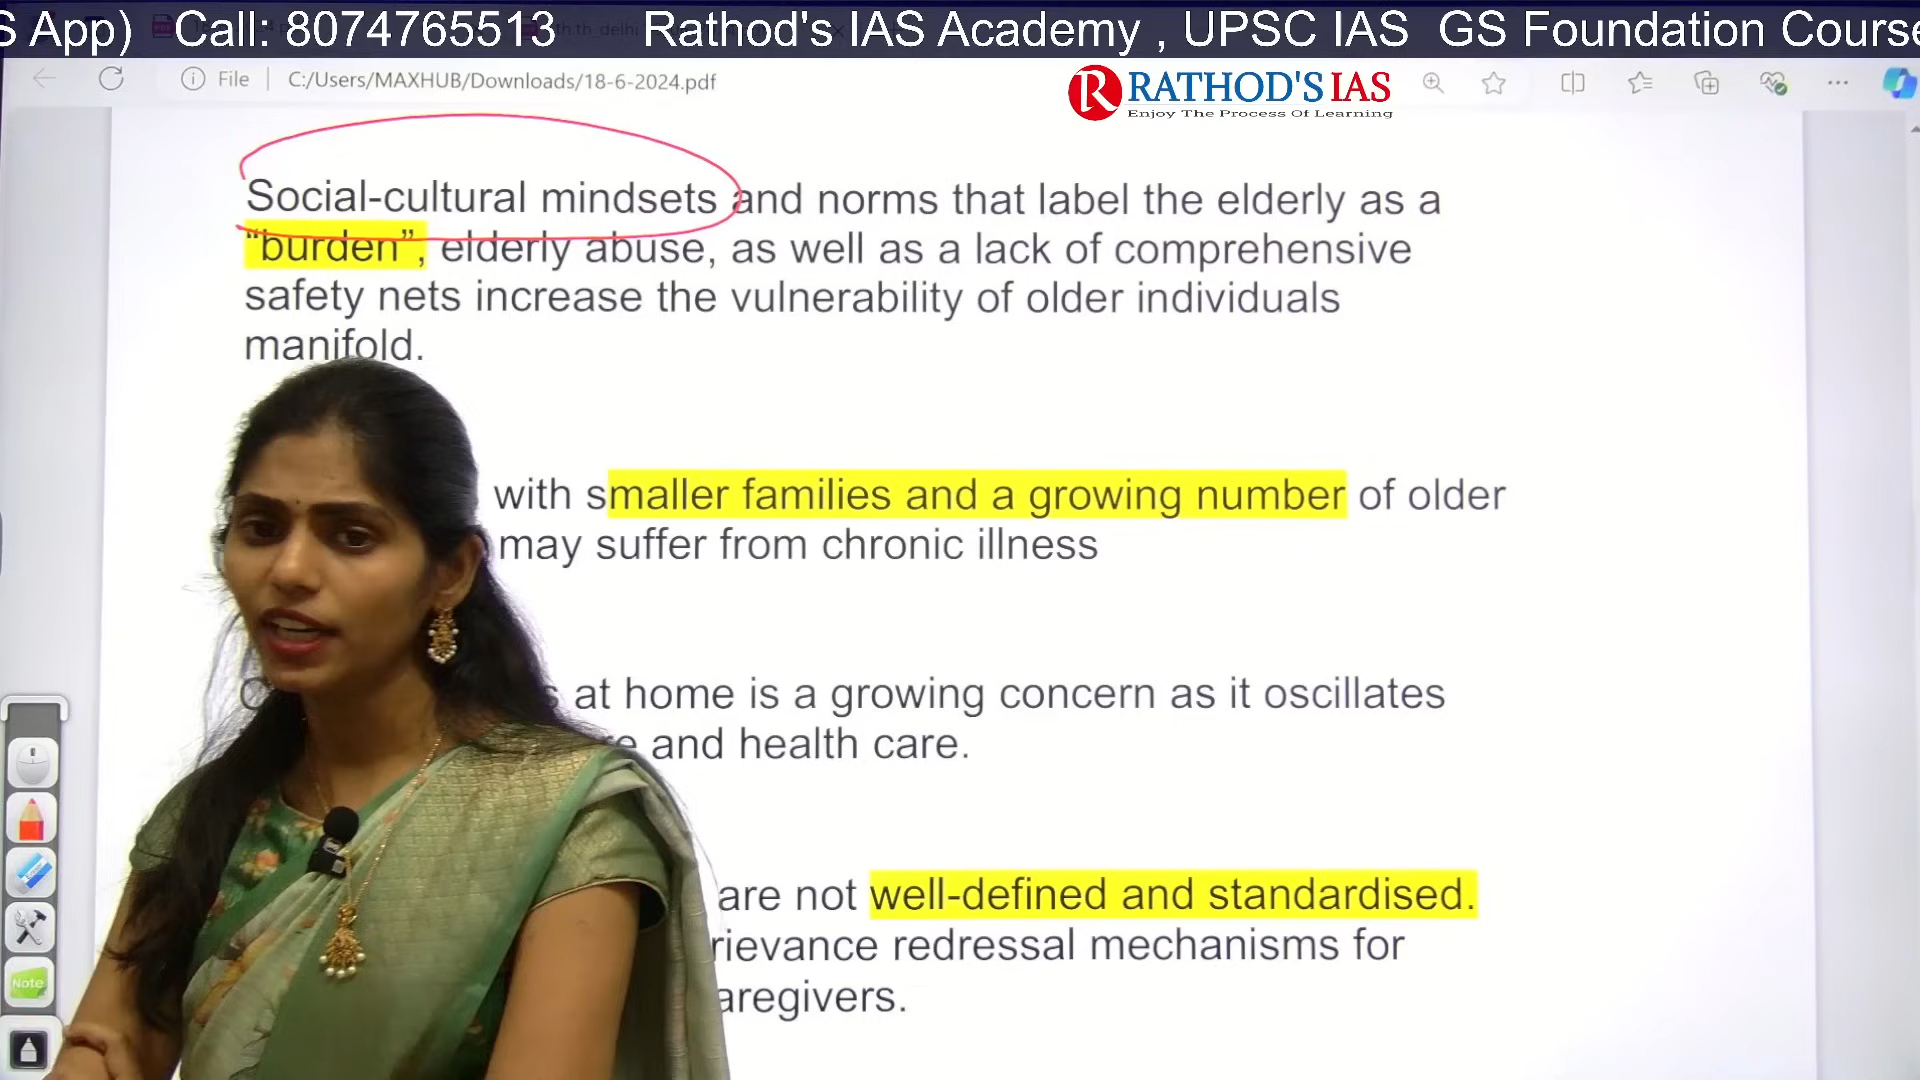 S App) Call: 8074765513 Rathod's IAS Academy , UPSC IAS GS Foundation Course
File C:/Users/MAXHUB/Downloads/18-6-2024.pdf
R RATHOD'S IAS
Enjoy The Process Of Learning
Social-cultural mindsets and norms that label the elderly as a
“burden”, elderly abuse, as well as a lack of comprehensive
safety nets increase the vulnerability of older individuals
manifold.
with smaller families and a growing number of older
may suffer from chronic illness
at home is a growing concern as it oscillates
and health care.
are not well-defined and standardised.
rievance redressal mechanisms for
aregivers.
Note